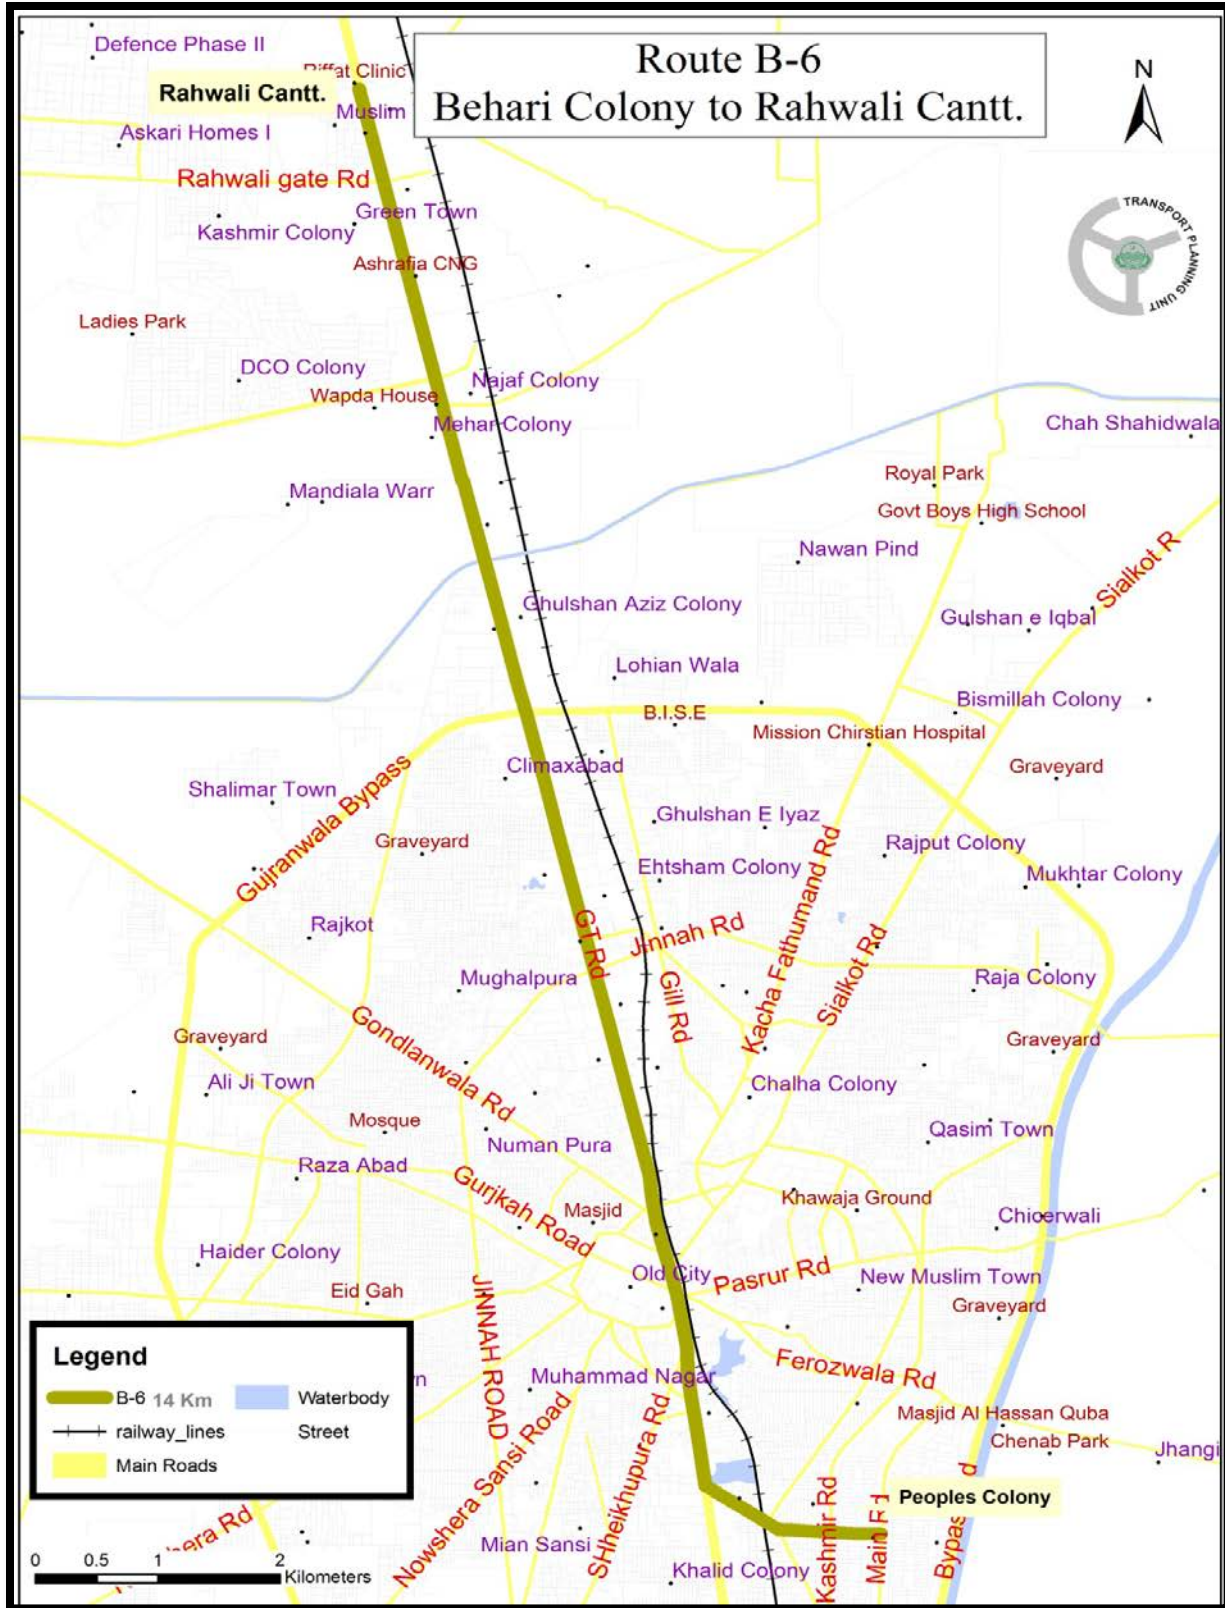 Route B-6
Behari Colony to Rahwali Cantt.
N
TRANSPORT PLANNING UNIT
Defence Phase II
Riffat Clinic
Rahwali Cantt.
Muslim
Askari Homes I
Rahwali gate Rd
Green Town
Kashmir Colony
Ashrafia CNG
Ladies Park
DCO Colony
Najaf Colony
Wapda House
Mehar Colony
Chah Shahidwala
Royal Park
Mandiala Warr
Govt Boys High School
Nawan Pind
Sialkot R
Ghulshan Aziz Colony
Gulshan e Iqbal
Lohian Wala
Bismillah Colony
B.I.S.E
Mission Chirstian Hospital
Climaxabad
Graveyard
Shalimar Town
Gujranwala Bypass
Ghulshan E Iyaz
Graveyard
Rajput Colony
Ehtsham Colony
Mukhtar Colony
Kacha Fathumand Rd
Rajkot
GT Rd
Jinnah Rd
Sialkot Rd
Mughalpura
Raja Colony
Gill Rd
Gondlanwala Rd
Graveyard
Graveyard
Ali Ji Town
Chalha Colony
Mosque
Numan Pura
Qasim Town
Raza Abad
Gurjkah Road
Masjid
Khawaja Ground
Chicerwali
Haider Colony
Old City
Pasrur Rd
New Muslim Town
Eid Gah
Graveyard
JINNAH ROAD
Ferozwala Rd
Muhammad Nagar
Nowshera Sansi Road
SHheikhupura Rd
Masjid Al Hassan Quba
Chenab Park
Jhangi
Peoples Colony
Kashmir Rd
Main Rd
Bypas d
Mian Sansi
Khalid Colony
era Rd
Legend
B-6 14 Km
Waterbody
railway_lines
Street
Main Roads
0 0.5 1 2
Kilometers